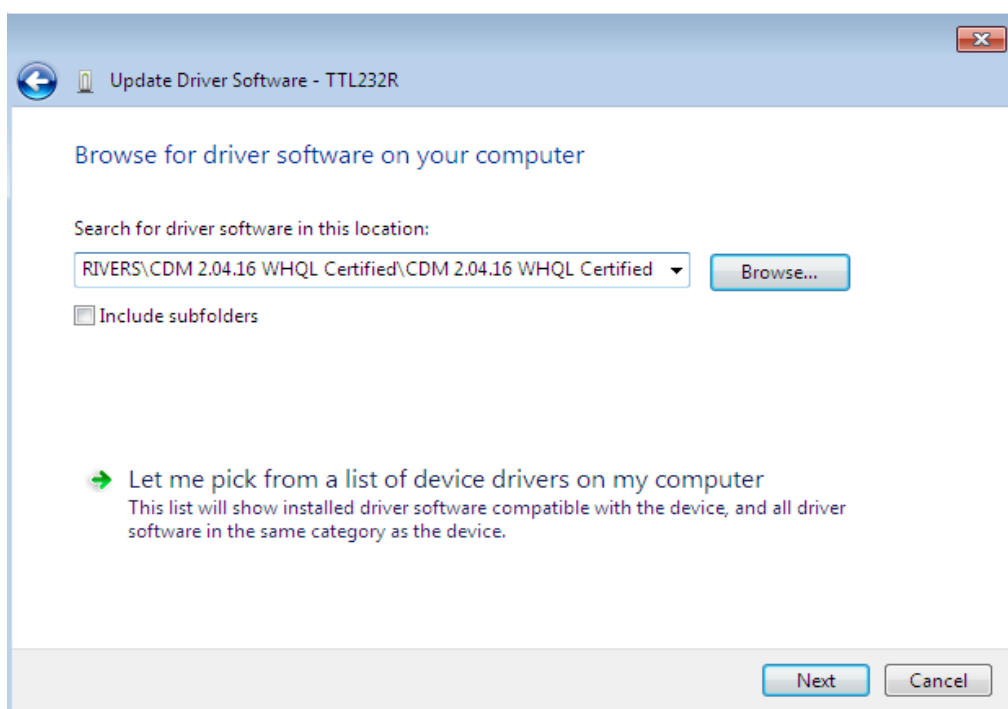 Update Driver Software - TTL232R
Browse for driver software on your computer
Search for driver software in this location:
RIVERS\CDM 2.04.16 WHQL Certified\CDM 2.04.16 WHQL Certified
Browse...
Include subfolders
Let me pick from a list of device drivers on my computer
This list will show installed driver software compatible with the device, and all driver
software in the same category as the device.
Next
Cancel